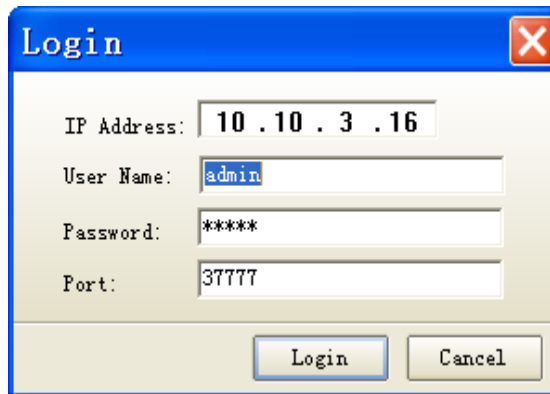 Login
IP Address: 10 . 10 . 3 . 16
User Name: admin
Password: *****
Port: 37777
Login Cancel